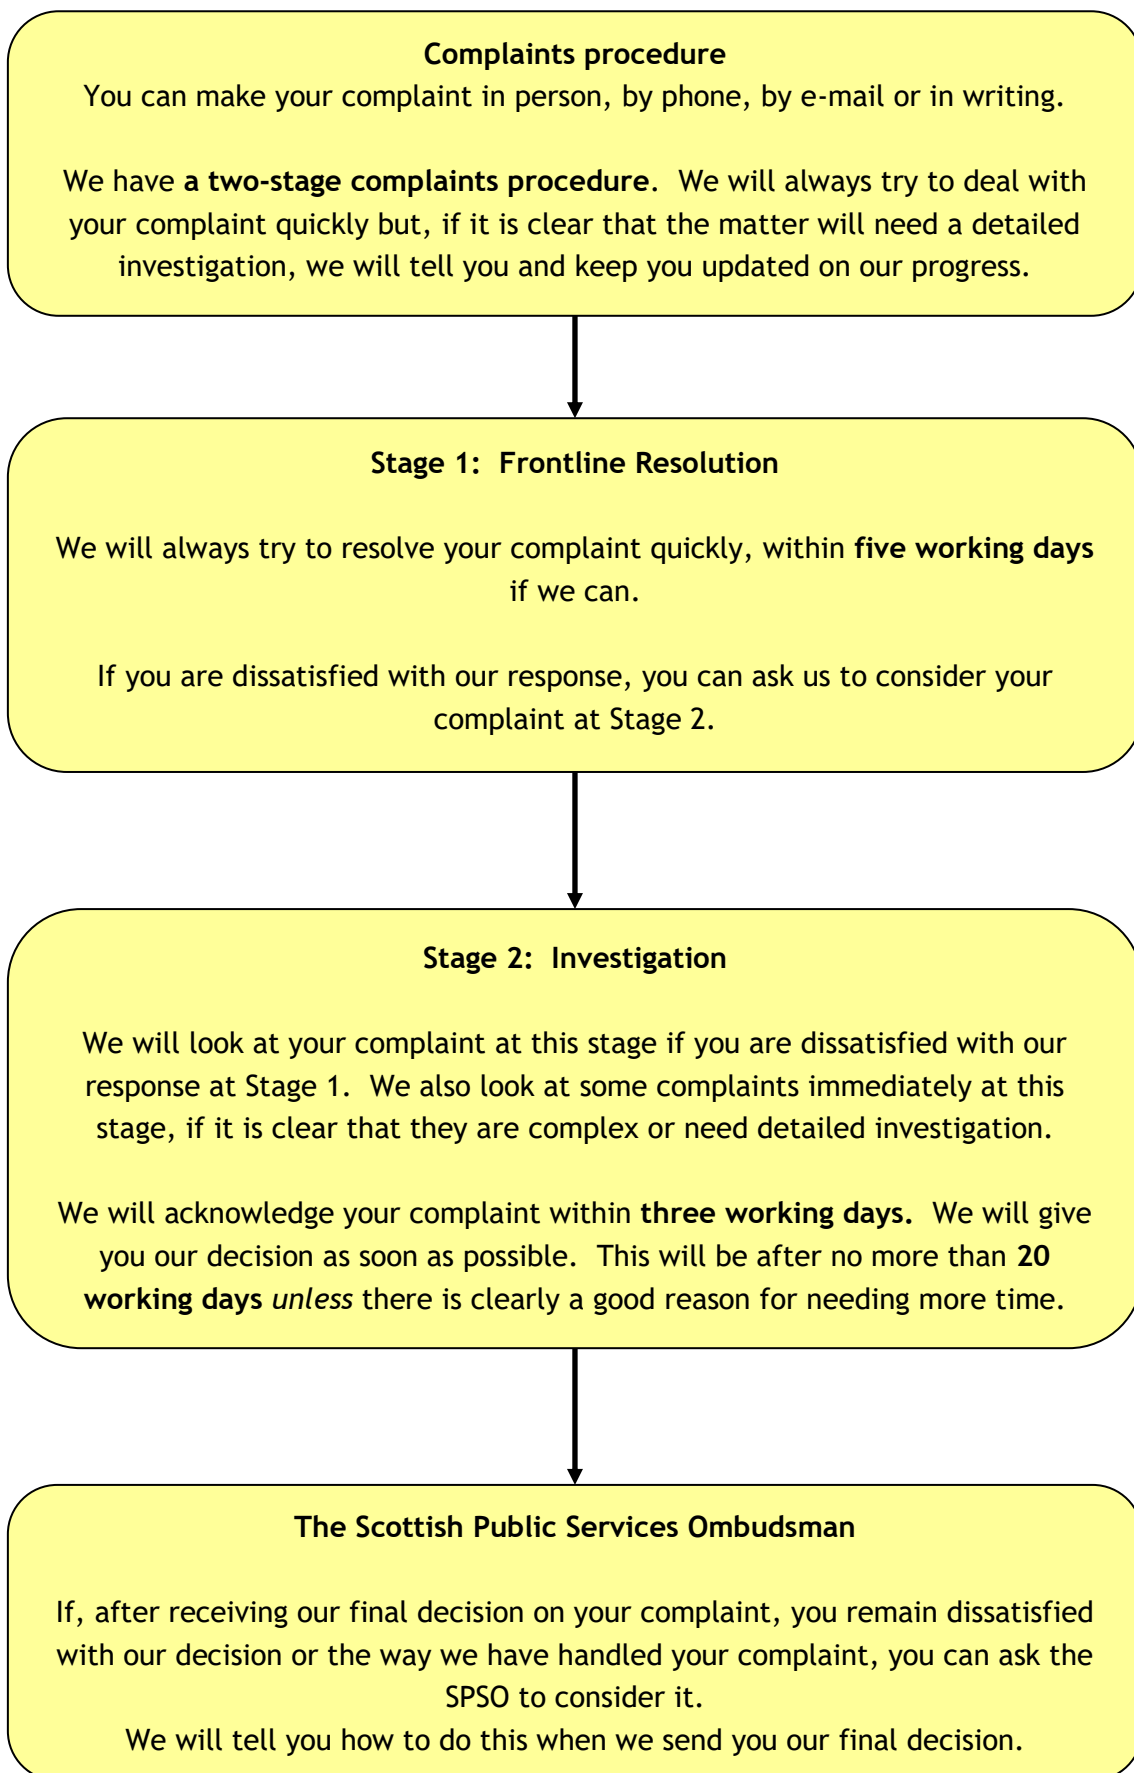 Complaints procedure
You can make your complaint in person, by phone, by e-mail or in writing.
We have a two-stage complaints procedure. We will always try to deal with
your complaint quickly but, if it is clear that the matter will need a detailed
investigation, we will tell you and keep you updated on our progress.
Stage 1: Frontline Resolution
We will always try to resolve your complaint quickly, within five working days
if we can.
If you are dissatisfied with our response, you can ask us to consider your
complaint at Stage 2.
Stage 2: Investigation
We will look at your complaint at this stage if you are dissatisfied with our
response at Stage 1. We also look at some complaints immediately at this
stage, if it is clear that they are complex or need detailed investigation.
We will acknowledge your complaint within three working days. We will give
you our decision as soon as possible. This will be after no more than 20
working days unless there is clearly a good reason for needing more time.
The Scottish Public Services Ombudsman
If, after receiving our final decision on your complaint, you remain dissatisfied
with our decision or the way we have handled your complaint, you can ask the
SPSO to consider it.
We will tell you how to do this when we send you our final decision.